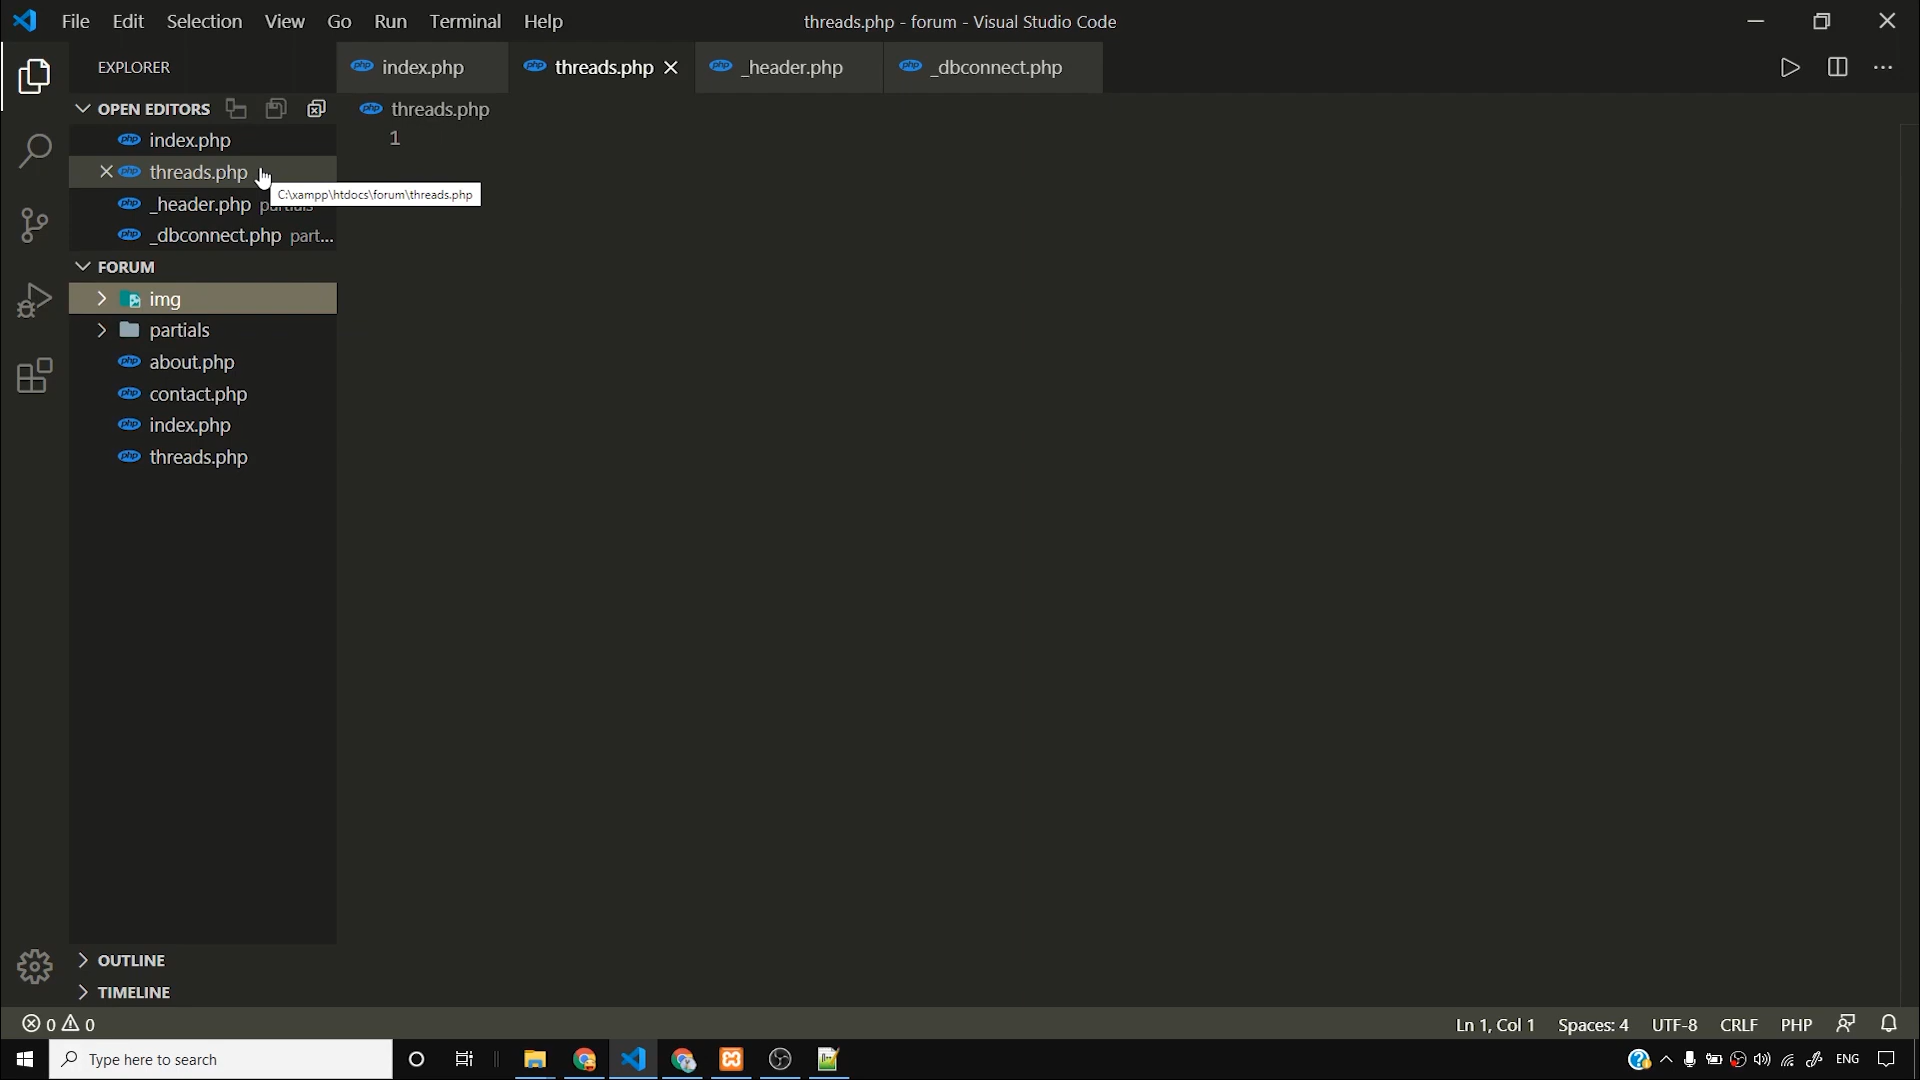 File Edit Selection View Go Run Terminal Help
threads.php - forum - Visual Studio Code
EXPLORER
index.php
threads.php
_header.php
_dbconnect.php
OPEN EDITORS
index.php
threads.php
_header.php
_dbconnect.php part...
C:\xampp\htdocs\forum\threads.php
threads.php
1
FORUM
img
partials
about.php
contact.php
index.php
threads.php
OUTLINE
TIMELINE
0 0
Ln 1, Col 1 Spaces: 4 UTF-8 CRLF PHP
Type here to search
ENG